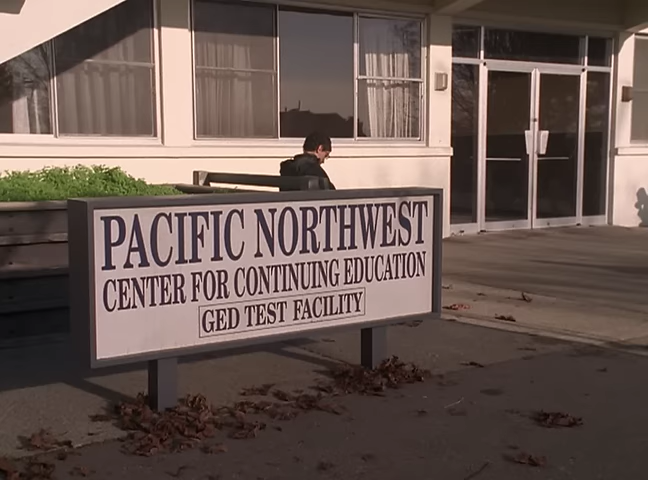 PACIFIC NORTHWEST
CENTER FOR CONTINUING EDUCATION
GED TEST FACILITY